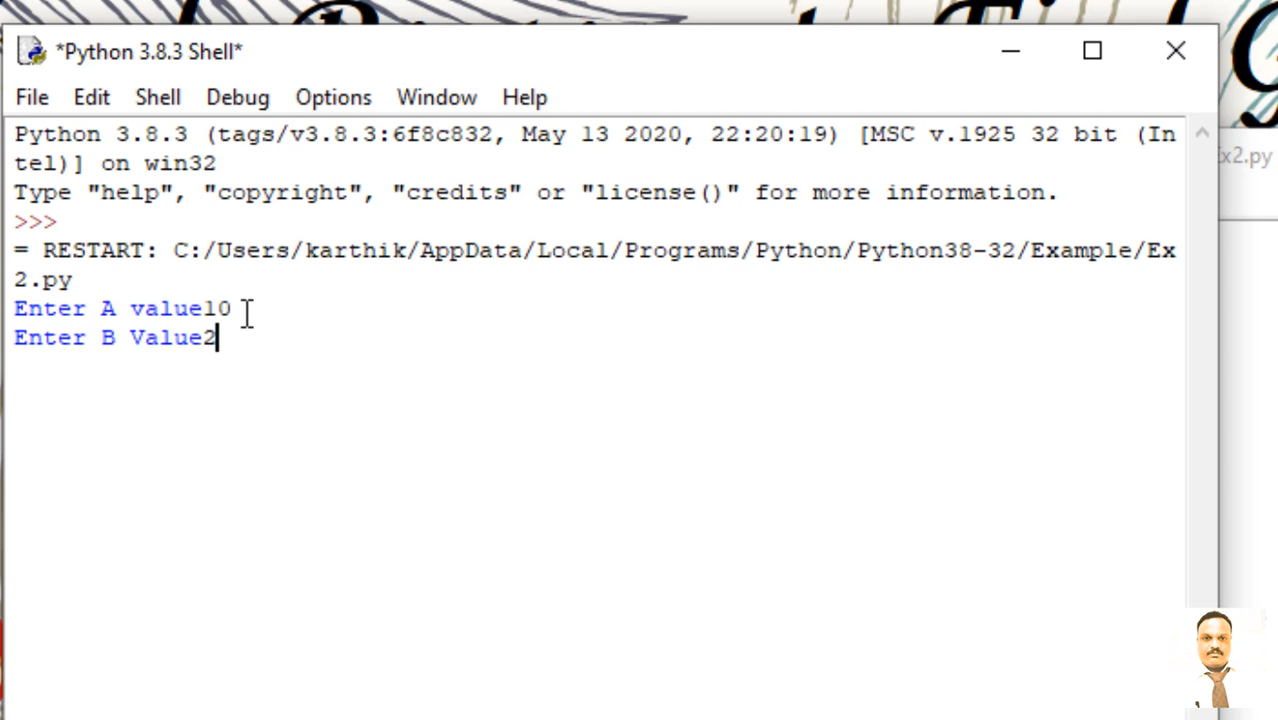 *Python 3.8.3 Shell*
File Edit Shell Debug Options Window Help
Python 3.8.3 (tags/v3.8.3:6f8c832, May 13 2020, 22:20:19) [MSC v.1925 32 bit (In
tel)] on win32
Type "help", "copyright", "credits" or "license()" for more information.
>>>
= RESTART: C:/Users/karthik/AppData/Local/Programs/Python/Python38-32/Example/Ex
2.py
Enter A value10
Enter B Value2
x2.py